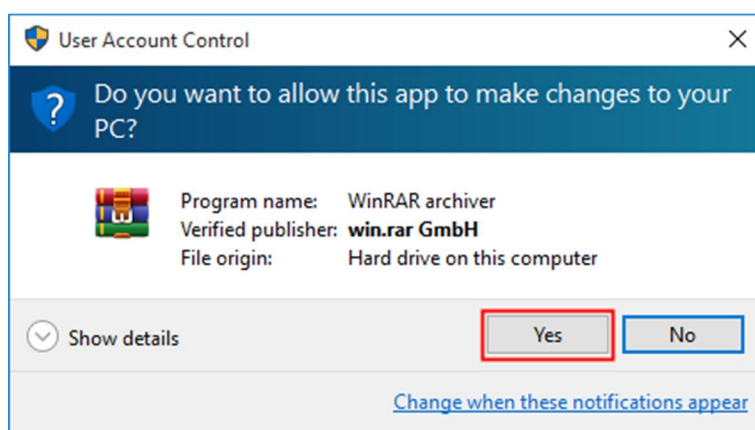 User Account Control
Do you want to allow this app to make changes to your
PC?
Program name: WinRAR archiver
Verified publisher: win.rar GmbH
File origin: Hard drive on this computer
Show details
Yes
No
Change when these notifications appear